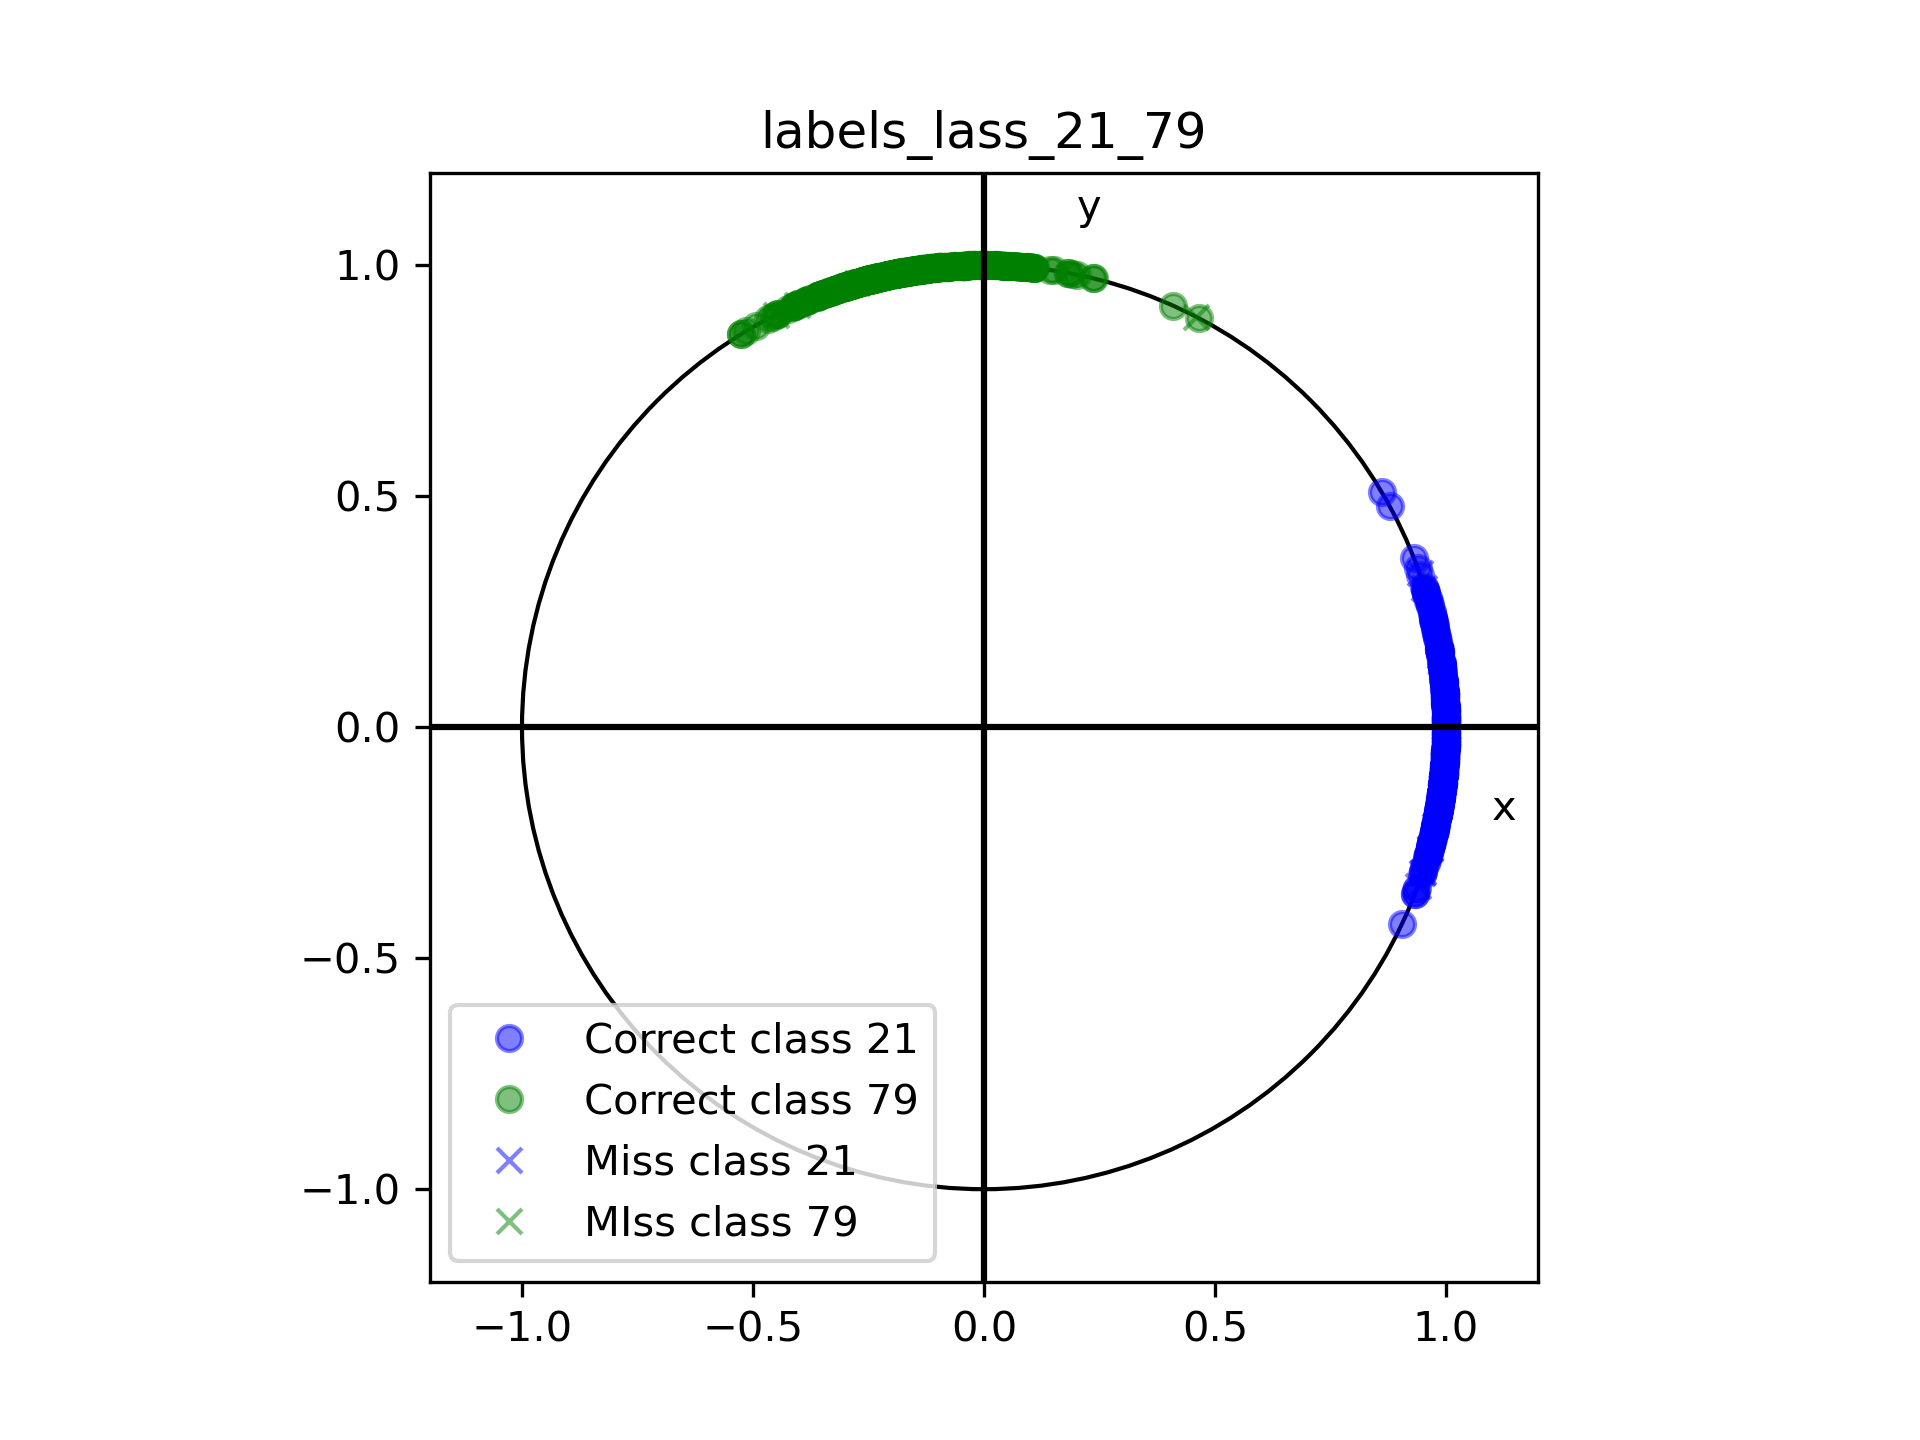 labels_lass_21_79
y
1.0
0.5
0.0
x
−0.5
−1.0
Correct class 21
Correct class 79
Miss class 21
MIss class 79
−1.0 −0.5 0.0 0.5 1.0